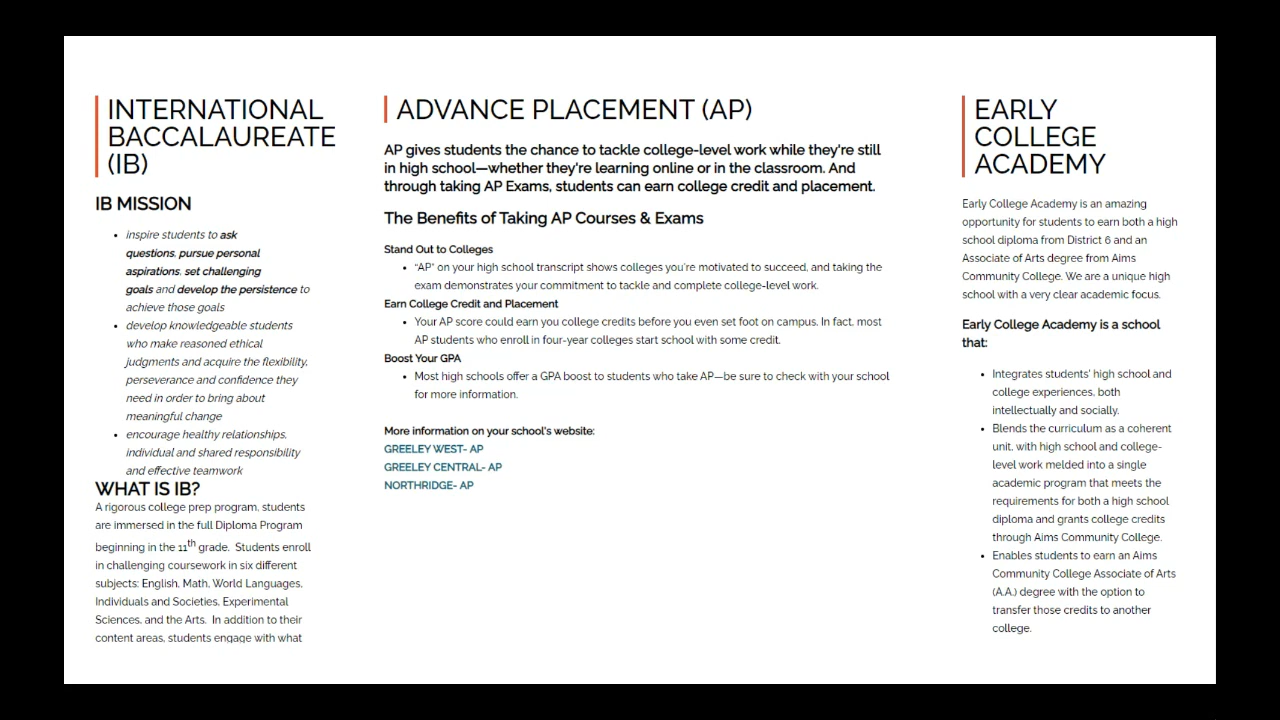 INTERNATIONAL
BACCALAUREATE
(IB)
IB MISSION
• inspire students to ask
questions, pursue personal
aspirations, set challenging
goals and develop the persistence to
achieve those goals
• develop knowledgeable students
who make reasoned ethical
judgments and acquire the flexibility,
perseverance and confidence they
need in order to bring about
meaningful change
• encourage healthy relationships,
individual and shared responsibility
and effective teamwork
WHAT IS IB?
A rigorous college prep program, students
are immersed in the full Diploma Program
beginning in the 11th grade. Students enroll
in challenging coursework in six different
subjects: English, Math, World Languages,
Individuals and Societies, Experimental
Sciences, and the Arts. In addition to their
content areas, students engage with what
ADVANCE PLACEMENT (AP)
AP gives students the chance to tackle college-level work while they're still
in high school—whether they're learning online or in the classroom. And
through taking AP Exams, students can earn college credit and placement.
The Benefits of Taking AP Courses & Exams
Stand Out to Colleges
• "AP" on your high school transcript shows colleges you're motivated to succeed, and taking the
exam demonstrates your commitment to tackle and complete college-level work.
Earn College Credit and Placement
• Your AP score could earn you college credits before you even set foot on campus. In fact, most
AP students who enroll in four-year colleges start school with some credit.
Boost Your GPA
• Most high schools offer a GPA boost to students who take AP—be sure to check with your school
for more information.
More information on your school's website:
GREELEY WEST- AP
GREELEY CENTRAL- AP
NORTHRIDGE- AP
EARLY
COLLEGE
ACADEMY
Early College Academy is an amazing
opportunity for students to earn both a high
school diploma from District 6 and an
Associate of Arts degree from Aims
Community College. We are a unique high
school with a very clear academic focus.
Early College Academy is a school
that:
• Integrates students' high school and
college experiences, both
intellectually and socially.
• Blends the curriculum as a coherent
unit, with high school and college-
level work melded into a single
academic program that meets the
requirements for both a high school
diploma and grants college credits
through Aims Community College.
• Enables students to earn an Aims
Community College Associate of Arts
(A.A.) degree with the option to
transfer those credits to another
college.